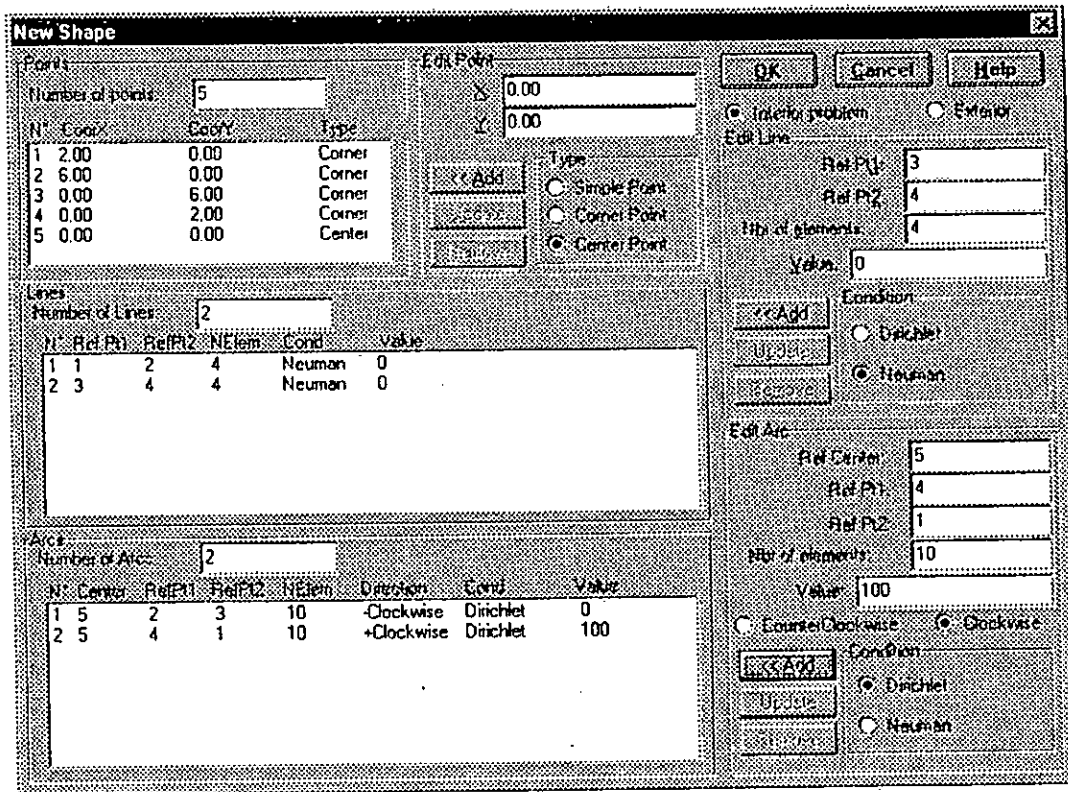 New Shape
Points
Number of points: 5
N° CoorX CoorY Type
1 2.00 0.00 Corner
2 6.00 0.00 Corner
3 0.00 6.00 Corner
4 0.00 2.00 Corner
5 0.00 0.00 Center
Edit Point
X: 0.00
Y: 0.00
<< Add
Type
Simple Point
Corner Point
Center Point
OK Cancel Help
Interior problem Exterior
Edit Line
Ref Pt1: 3
Ref Pt2: 4
Nbr of elements: 4
Value: 0
<< Add
Update
Remove
Condition
Dirichlet
Neuman
Lines
Number of Lines: 2
N° Ref Pt1 RefPt2 NElem Cond Value
1 1 2 4 Neuman 0
2 3 4 4 Neuman 0
Edit Arc
Ref Center: 5
Ref Pt1: 4
Ref Pt2: 1
Nbr of elements: 10
Value: 100
CounterClockwise Clockwise
<< Add
Update
Condition
Dirichlet
Neuman
Arcs
Number of Arcs: 2
N° Center RefPt1 RefPt2 NElem Direction Cond Value
1 5 2 3 10 -Clockwise Dirichlet 0
2 5 4 1 10 +Clockwise Dirichlet 100